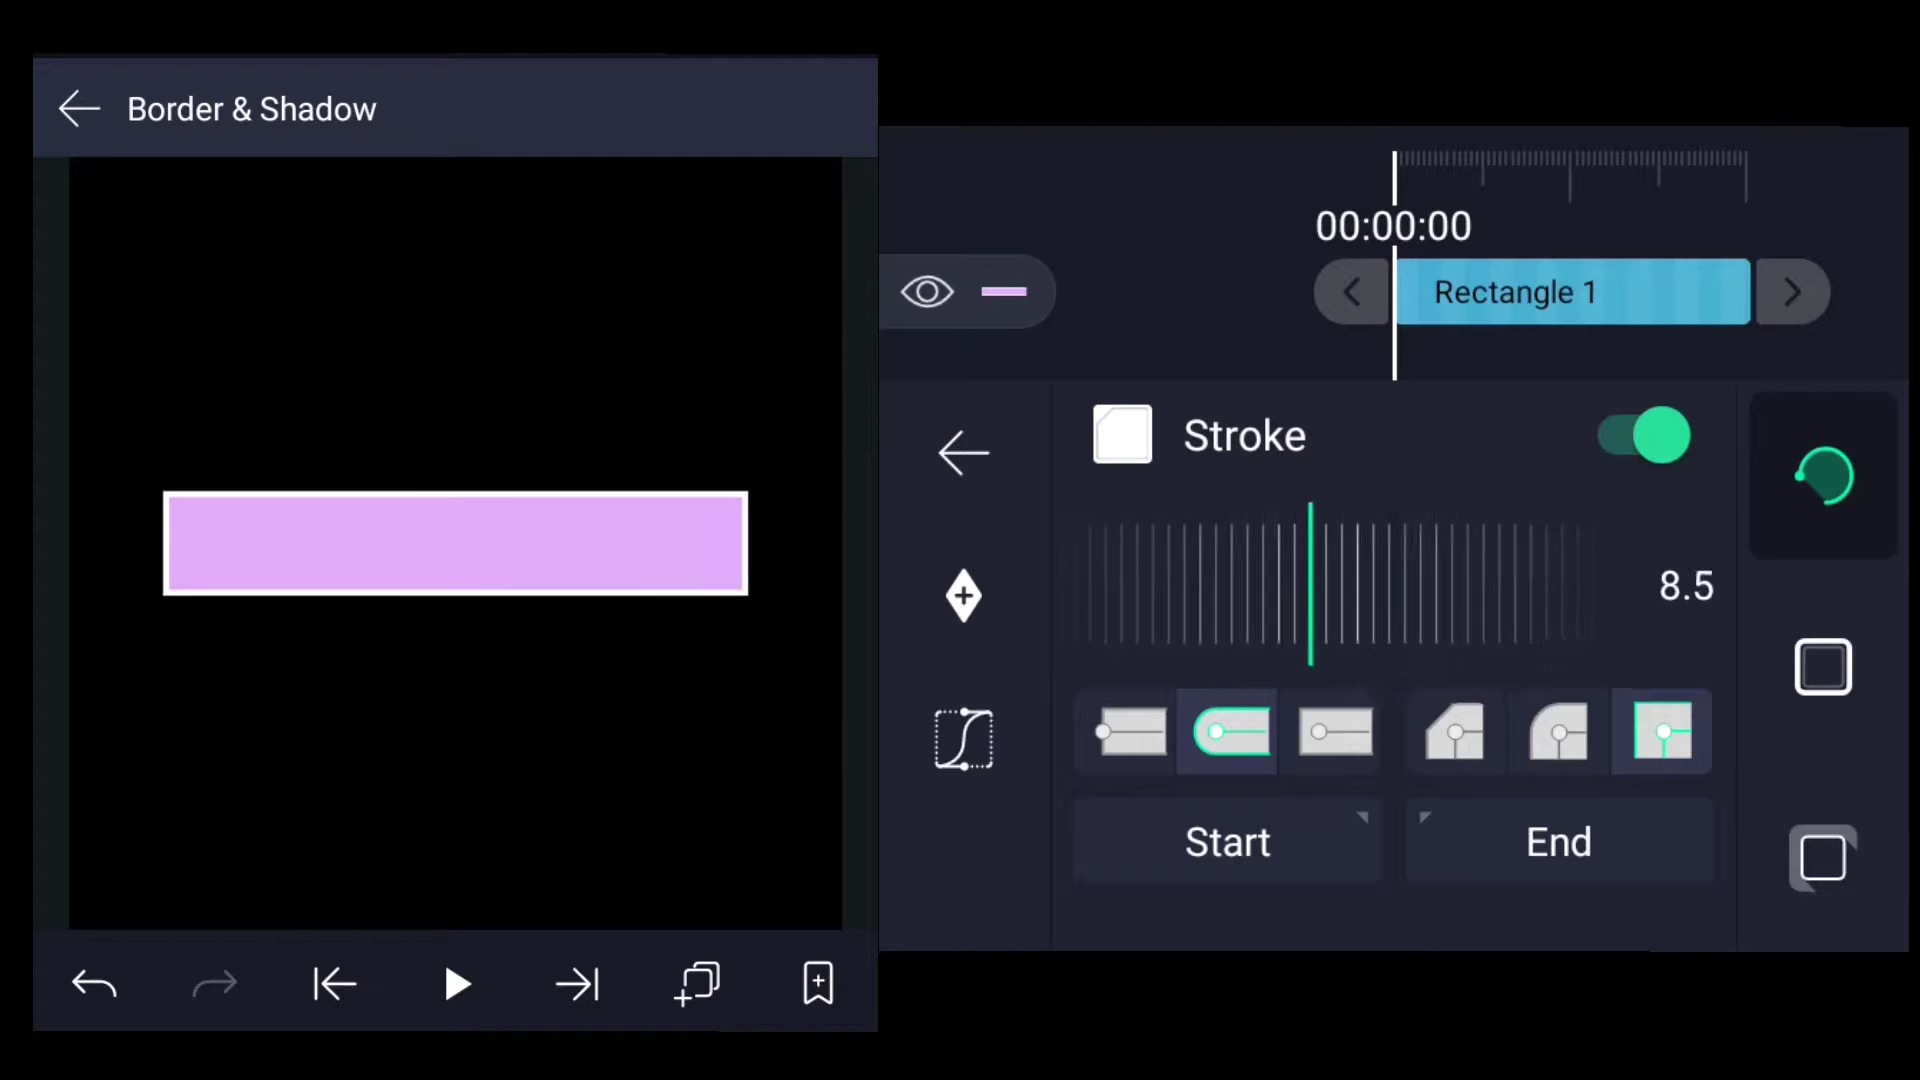 Border & Shadow
00:00:00
Rectangle 1
Stroke
8.5
Start
End